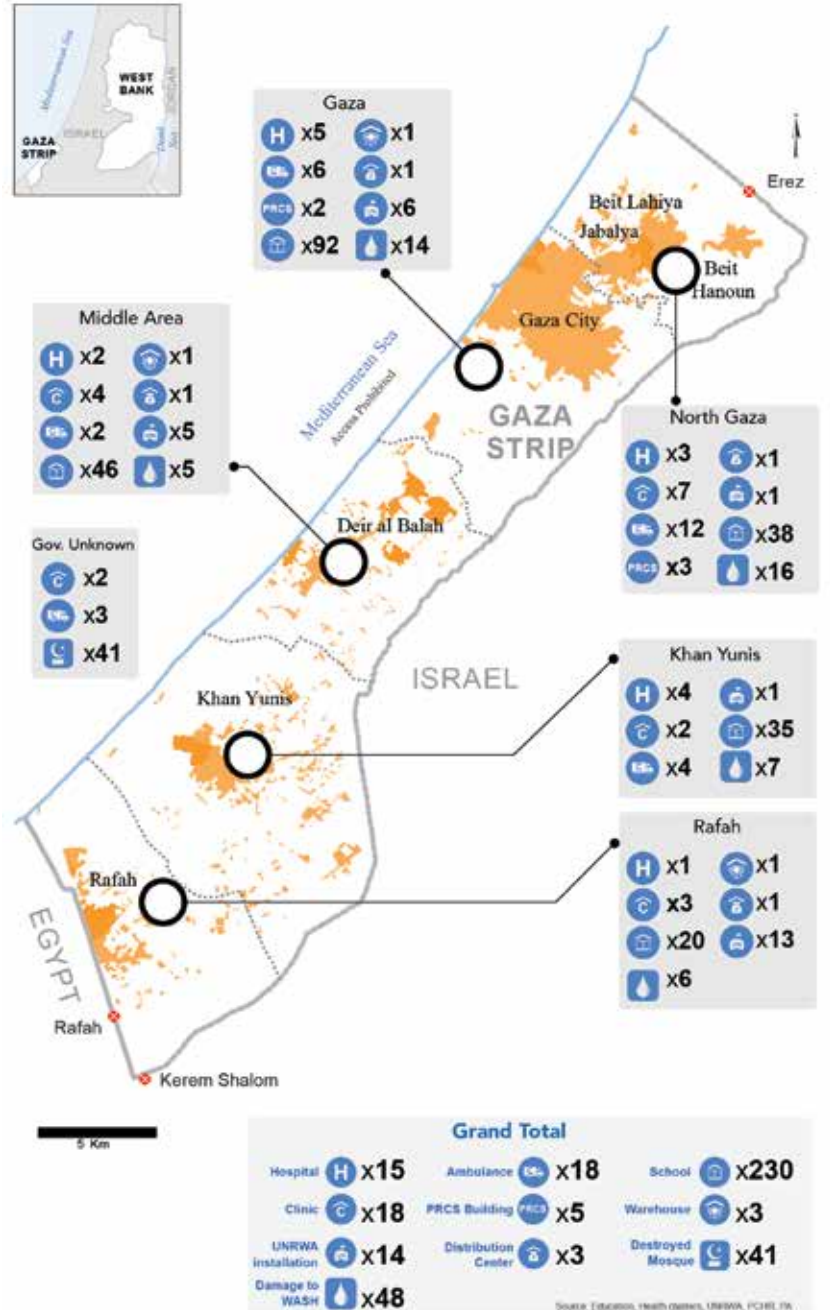 Mediterranean Sea
WEST
BANK
JORDAN
ISRAEL
GAZA
STRIP
Dead
Sea
Gaza
H x5 x1
x6 x1
PRCS x2 x6
x92 x14
Erez
Beit Lahiya
Jabalya
Beit
Hanoun
Gaza City
Middle Area
H x2 x1
C x4 x1
x2 x5
x46 x5
Mediterranean Sea
Access Prohibited
GAZA
STRIP
North Gaza
H x3 x1
C x7 x1
x12 x38
PRCS x3 x16
Deir al Balah
Gov. Unknown
C x2
x3
x41
ISRAEL
Khan Yunis
Khan Yunis
H x4 x1
C x2 x35
x4 x7
Rafah
H x1 x1
C x3 x1
x20 x13
x6
Rafah
EGYPT
Rafah
Kerem Shalom
5 Km
Grand Total
Hospital H x15 Ambulance x18 School x230
Clinic C x18 PRCS Building PRCS x5 Warehouse x3
UNRWA
installation x14 Distribution
Center x3 Destroyed
Mosque x41
Damage to
WASH x48
Source: Education, Health clusters, UNRWA, PCHR,